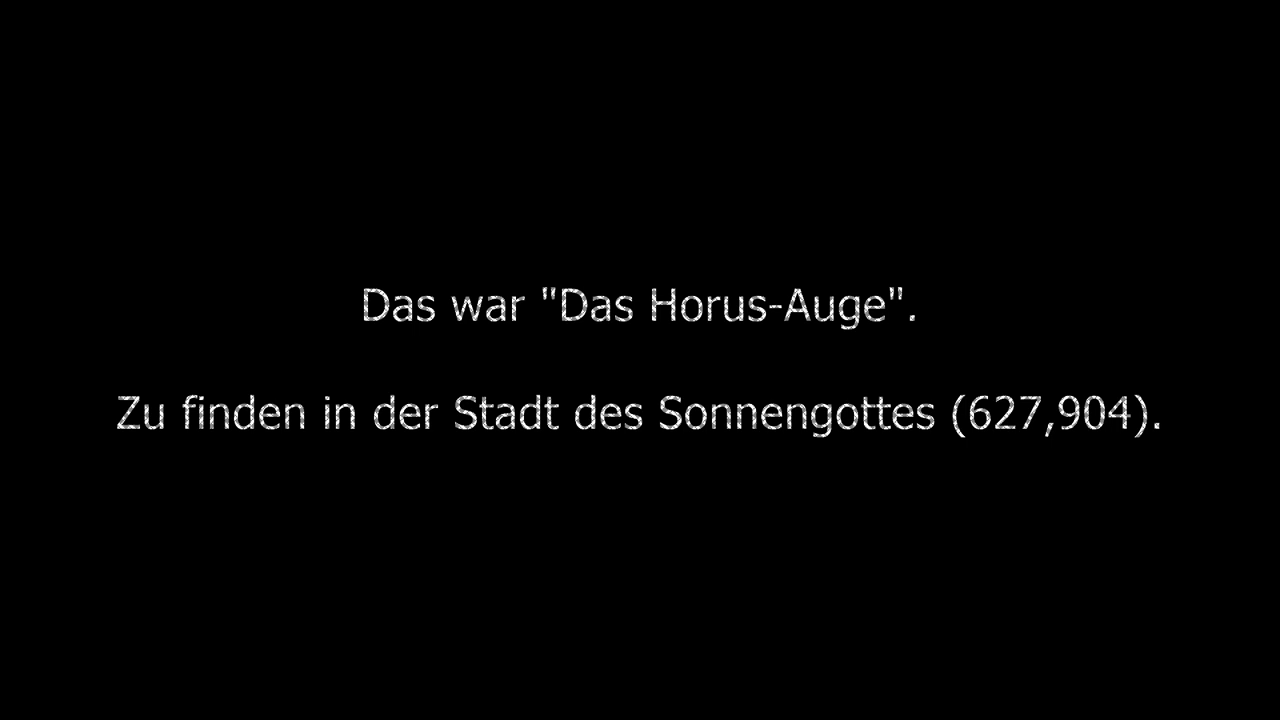 Das war "Das Horus-Auge".
Zu finden in der Stadt des Sonnengottes (627,904).